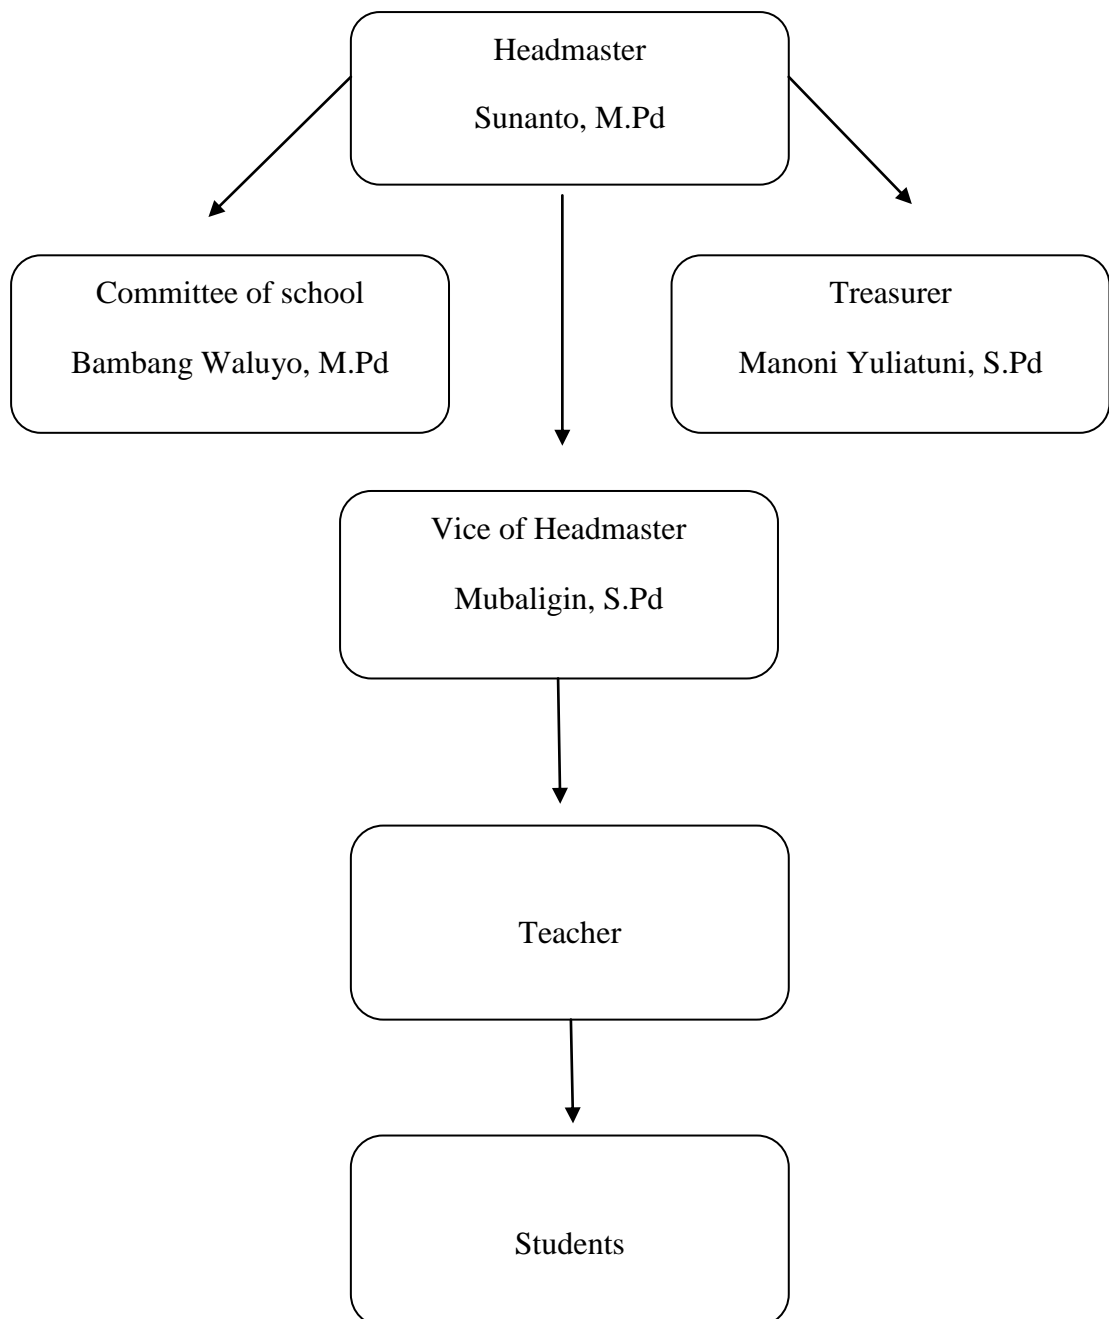 Headmaster
Sunanto, M.Pd
Committee of school
Bambang Waluyo, M.Pd
Treasurer
Manoni Yuliatuni, S.Pd
Vice of Headmaster
Mubaligin, S.Pd
Teacher
Students